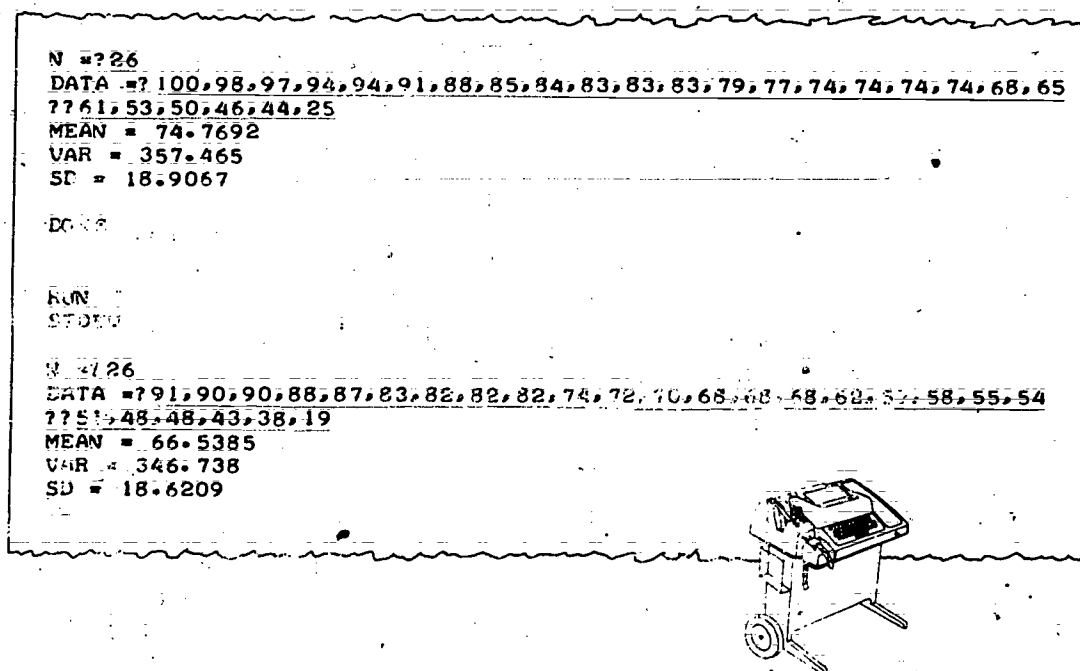 N =?26
DATA =? 100,98,97,94,94,91,88,85,84,83,83,83,79,77,74,74,74,74,68,65
??61,53,50,46,44,25
MEAN = 74.7692
VAR = 357.465
SD = 18.9067
DONE
RUN
STDEV
N =?26
DATA =?91,90,90,88,87,83,82,82,82,74,72,70,68,68,68,62,58,55,54
??51,48,48,43,38,19
MEAN = 66.5385
VAR = 346.738
SD = 18.6209